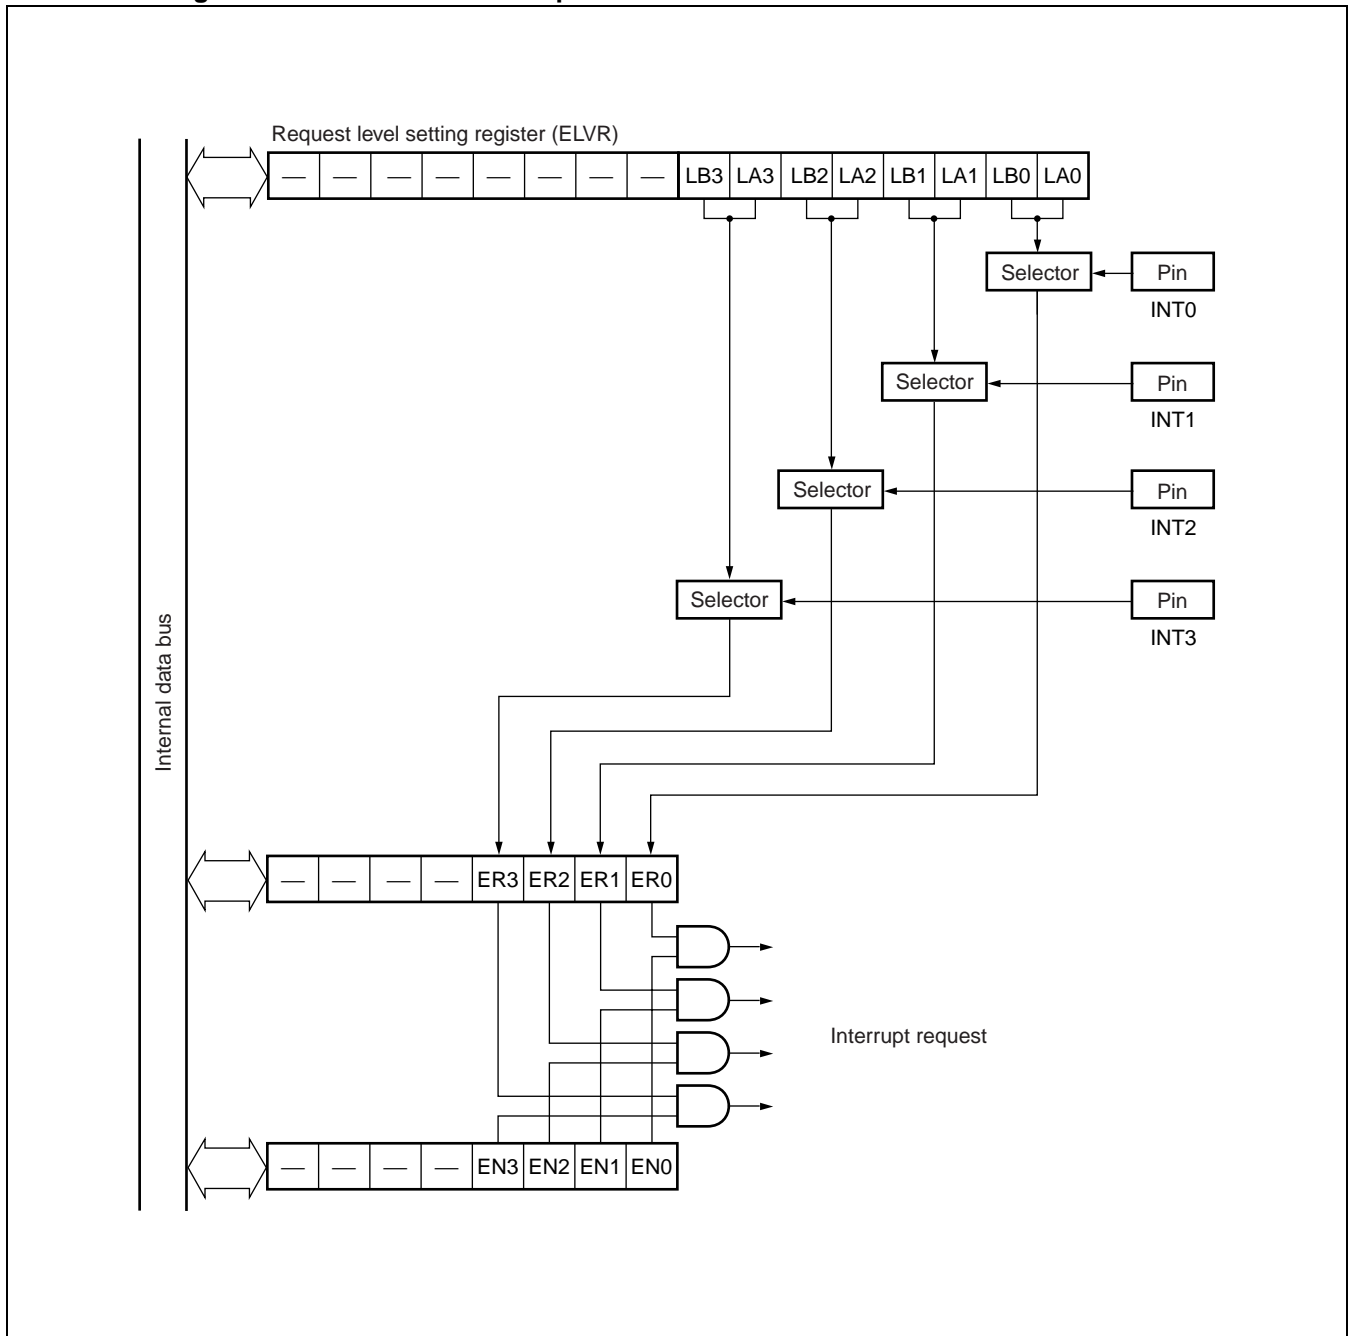 Request level setting register (ELVR)
— — — — — — — — LB3 LA3 LB2 LA2 LB1 LA1 LB0 LA0
Selector Pin
INT0
Selector Pin
INT1
Selector Pin
INT2
Selector Pin
INT3
Internal data bus
— — — — ER3 ER2 ER1 ER0
Interrupt request
— — — — EN3 EN2 EN1 EN0